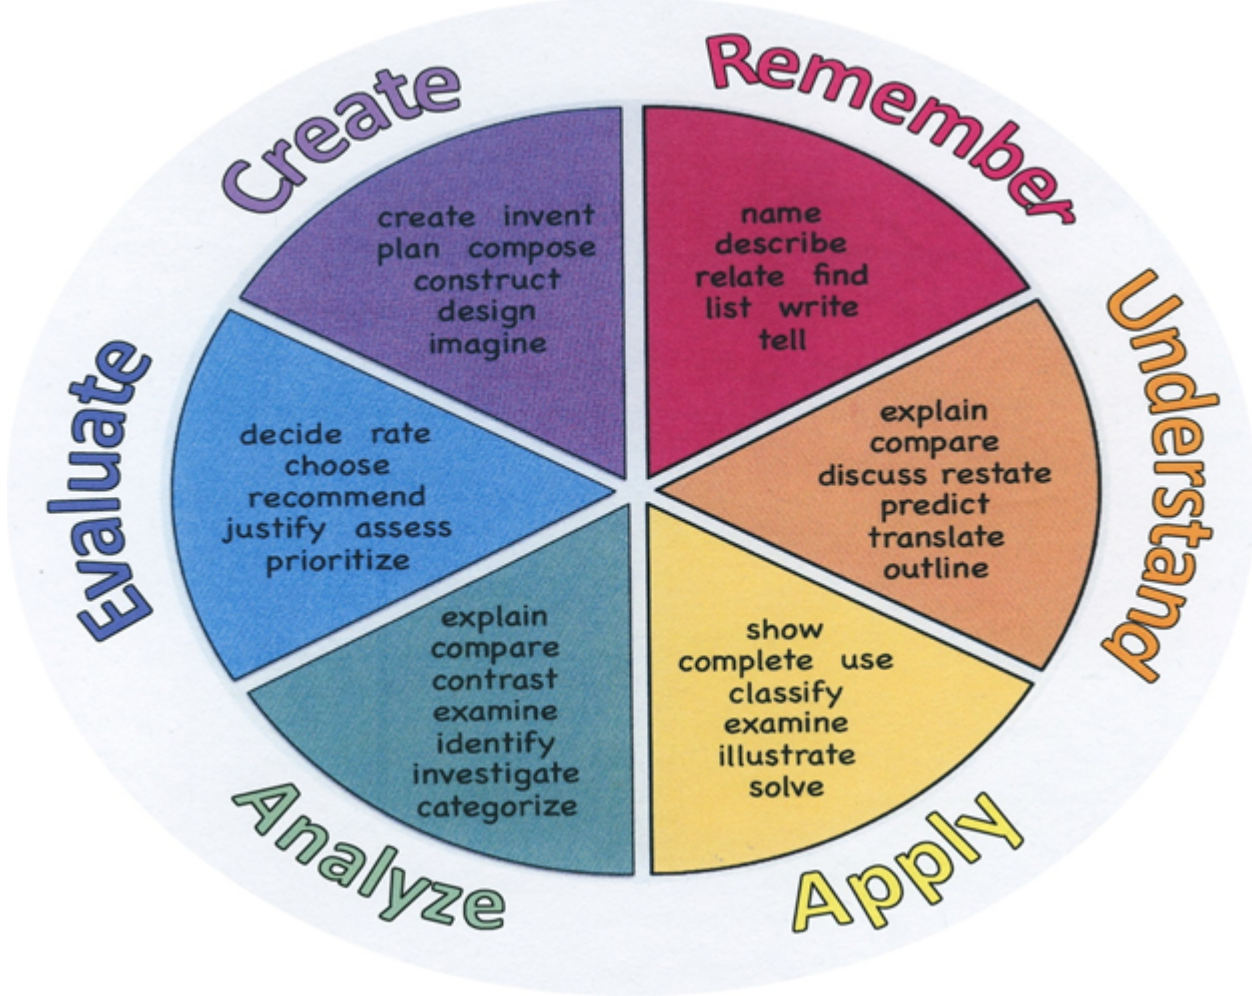 Remember
name
describe
relate find
list write
tell
Understand
explain
compare
discuss restate
predict
translate
outline
Apply
show
complete use
classify
examine
illustrate
solve
Analyze
explain
compare
contrast
examine
identify
investigate
categorize
Evaluate
decide rate
choose
recommend
justify assess
prioritize
Create
create invent
plan compose
construct
design
imagine